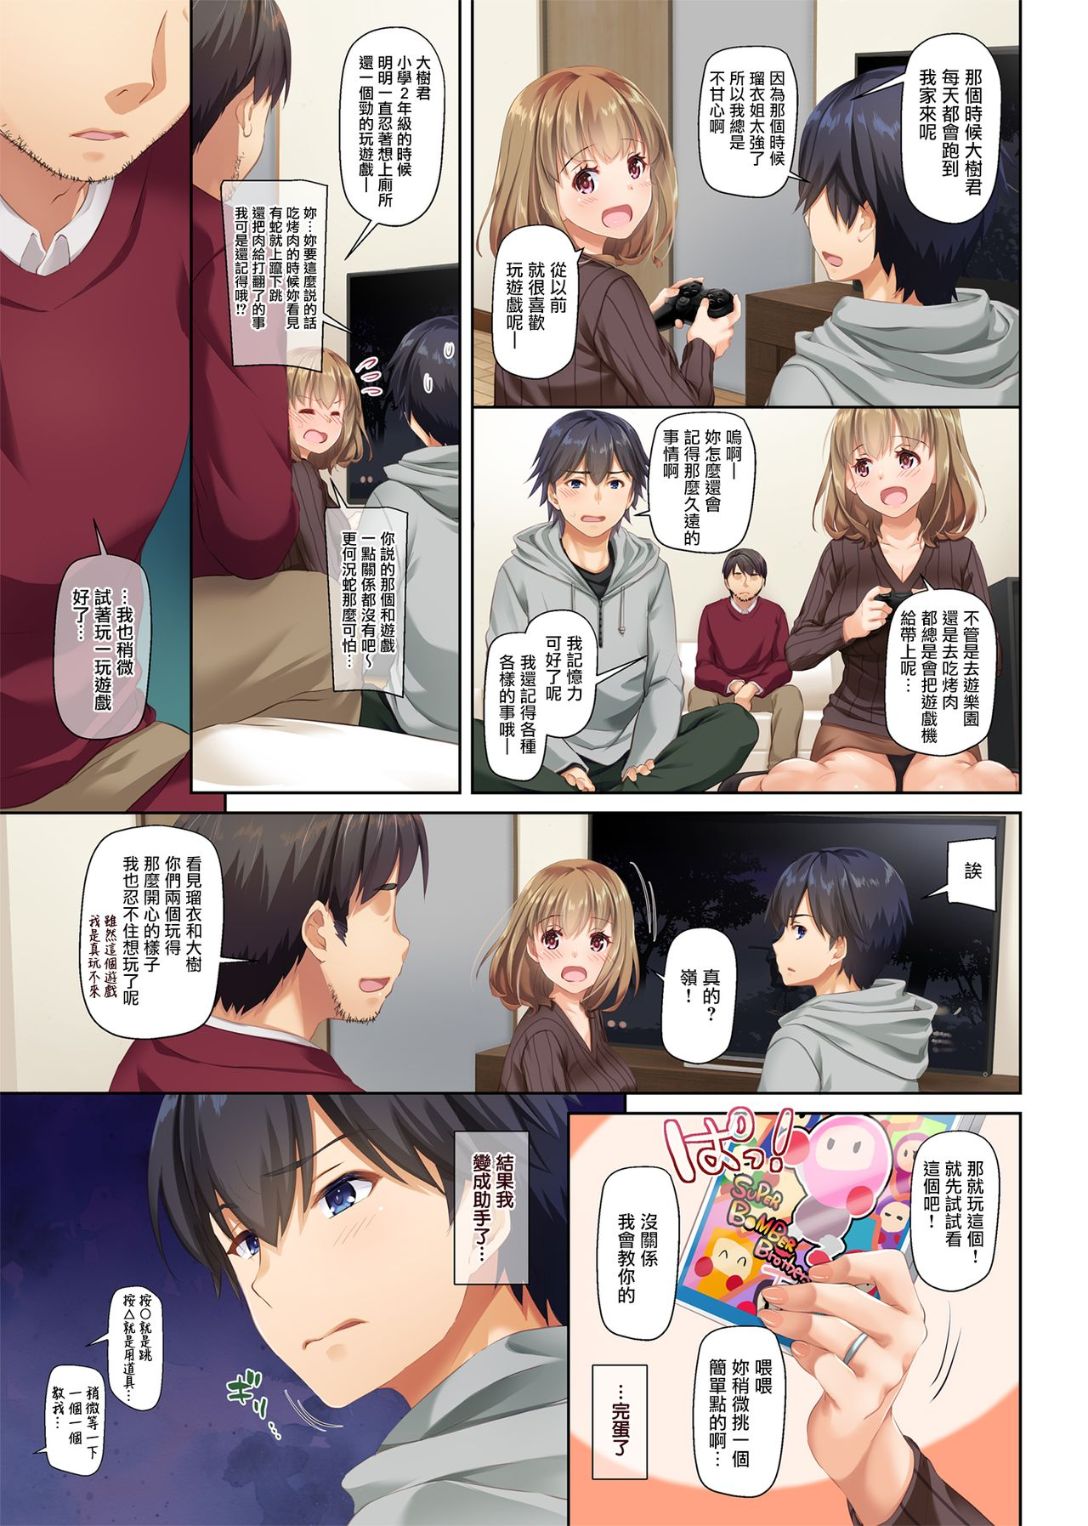 那個時候大樹君
每天都會跑到
我家來呢
因為那個時候
瑠衣姐太強了
所以我總是
不甘心啊
從以前
就很喜歡
玩遊戲呢—
不管是去遊樂園
還是去吃烤肉
都總是會把遊戲機
給帶上呢…
嗚啊—
妳怎麼還會
記得那麼久遠的
事情啊
我記憶力
可好了呢
我還記得各種
各樣的事哦—
大樹君
小學2年級的時候
明明一直忍著想上廁所
還一個勁的玩遊戲—
妳…妳要這麼說的話
吃烤肉的時候妳看見
有蛇就上躥下跳
還把肉給打翻了的事
我可是還記得哦!?
你說的那個和遊戲
一點關係都沒有吧～
更何況蛇那麼可怕…
…我也稍微
試著玩一玩遊戲
好了…
誒
真的?
嶺!
看見瑠衣和大樹
你們兩個玩得
那麼開心的樣子
我也忍不住想玩了呢
雖然這個遊戲
我是真玩不來
那就玩這個!
就先試試看
這個吧!
ぱっ!
SUPER
BOMBER
Brothe
沒關係
我會教你的
喂喂
妳稍微挑一個
簡單點的啊…
…完蛋了
結果我
變成助手了…
ギリ
按○就是跳
按△就是用道具…
稍微等一下
一個一個
教我…